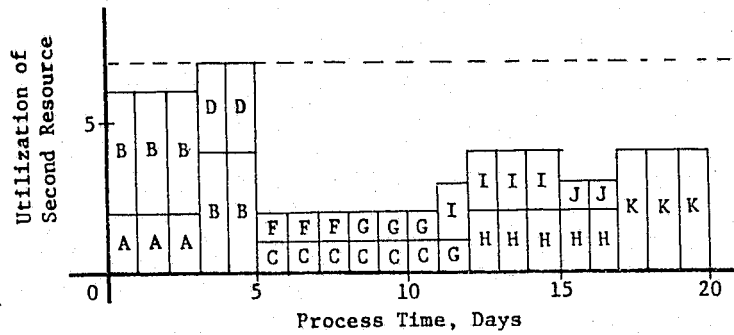 Utilization of
Second Resource
D D
5
B B B
I I I
J J
B B I H H H H H K K K
F F F G G G
A A A
C C C C C C G
0 5 10 15 20
Process Time, Days